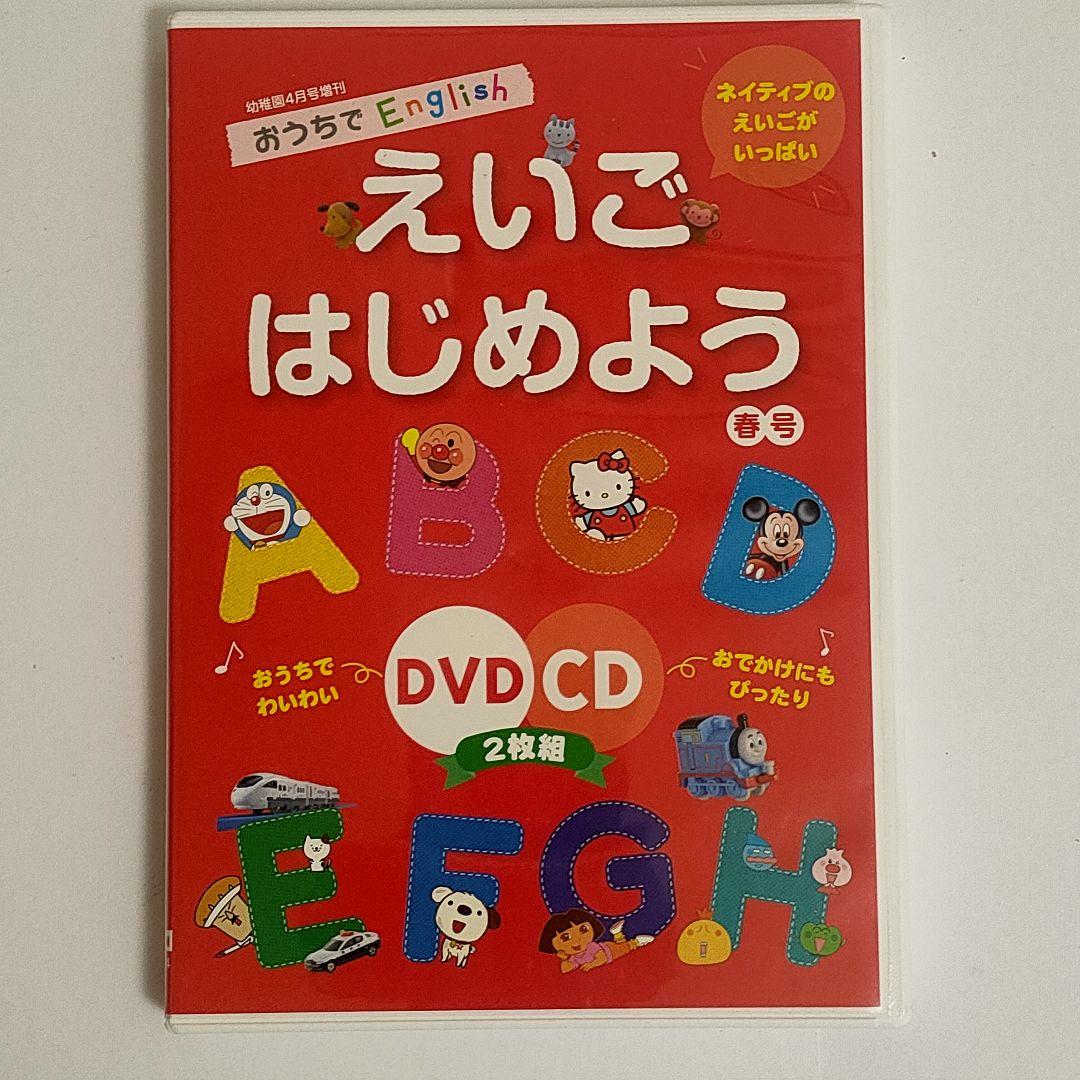 幼稚園4月号増刊
おうちで English
ネイティブの
えいごが
いっぱい
えいご
はじめよう
春号
A B C D
おうちで
わいわい
DVD CD
2枚組
おでかけにも
ぴったり
E F G H